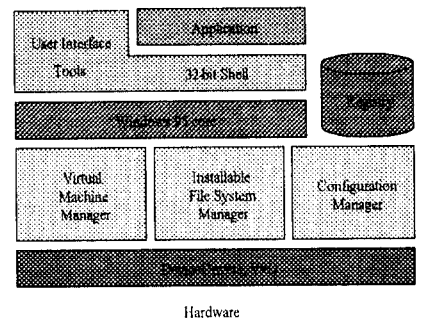 Application
User Interface
Tools
32-bit Shell
Registry
Windows 95 core
Virtual
Machine
Manager
Installable
File System
Manager
Configuration
Manager
Hardware